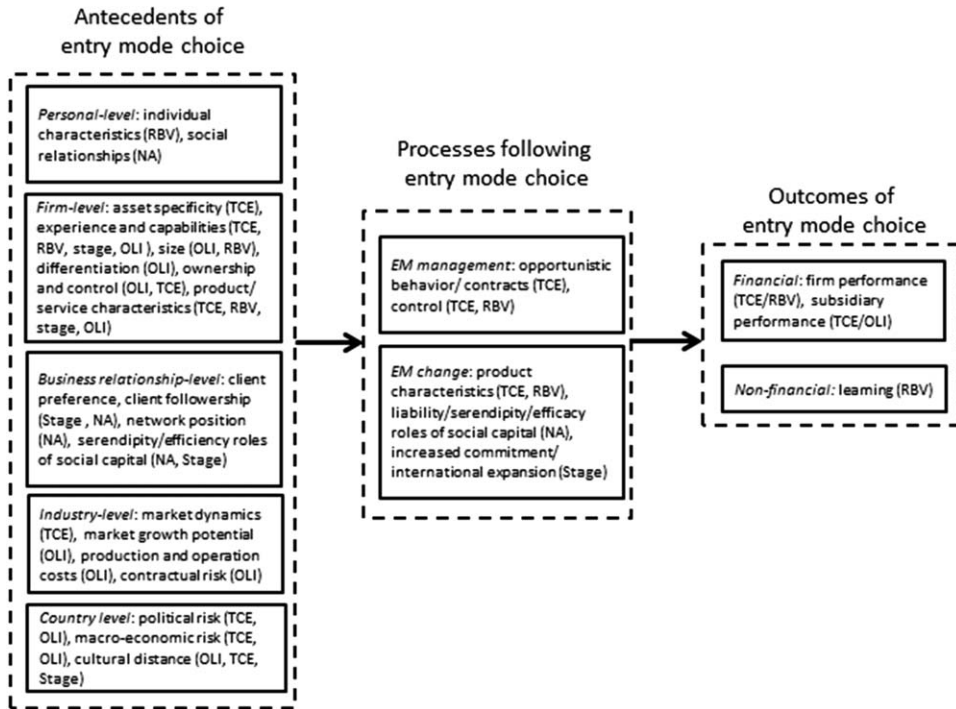 Antecedents of
entry mode choice
Personal-level: individual
characteristics (RBV), social
relationships (NA)
Firm-level: asset specificity (TCE),
experience and capabilities (TCE,
RBV, stage, OLI ), size (OLI, RBV),
differentiation (OLI), ownership
and control (OLI, TCE), product/
service characteristics (TCE, RBV,
stage, OLI)
Business relationship-level: client
preference, client followership
(Stage , NA), network position
(NA), serendipity/efficiency roles
of social capital (NA, Stage)
Industry-level: market dynamics
(TCE), market growth potential
(OLI), production and operation
costs (OLI), contractual risk (OLI)
Country level: political risk (TCE,
OLI), macro-economic risk (TCE,
OLI), cultural distance (OLI, TCE,
Stage)
Processes following
entry mode choice
EM management: opportunistic
behavior/ contracts (TCE),
control (TCE, RBV)
EM change: product
characteristics (TCE, RBV),
liability/serendipity/efficacy
roles of social capital (NA),
increased commitment/
international expansion (Stage)
Outcomes of
entry mode choice
Financial: firm performance
(TCE/RBV), subsidiary
performance (TCE/OLI)
Non-financial: learning (RBV)